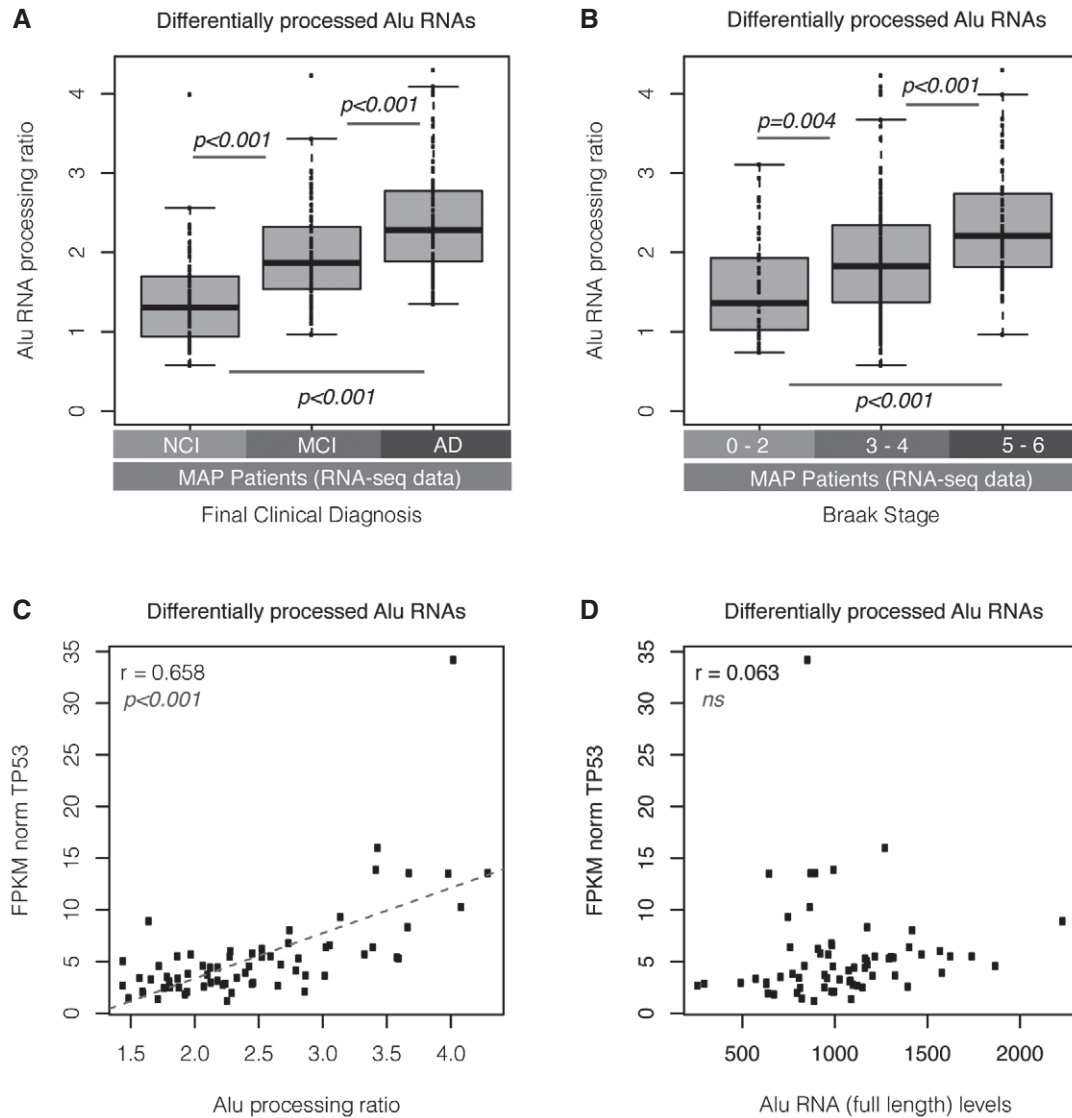 A
Differentially processed Alu RNAs
Alu RNA processing ratio
4
3
2
1
0
p<0.001
p<0.001
p<0.001
NCI MCI AD
MAP Patients (RNA-seq data)
Final Clinical Diagnosis
B
Differentially processed Alu RNAs
Alu RNA processing ratio
4
3
2
1
0
p=0.004
p<0.001
p<0.001
0 - 2 3 - 4 5 - 6
MAP Patients (RNA-seq data)
Braak Stage
C
Differentially processed Alu RNAs
FPKM norm TP53
35
30
25
20
15
10
5
0
r = 0.658
p<0.001
1.5 2.0 2.5 3.0 3.5 4.0
Alu processing ratio
D
Differentially processed Alu RNAs
FPKM norm TP53
35
30
25
20
15
10
5
0
r = 0.063
ns
500 1000 1500 2000
Alu RNA (full length) levels